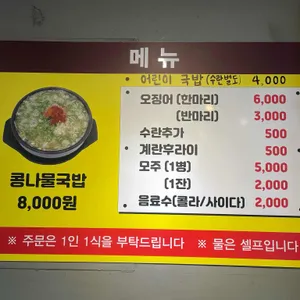 메 뉴
• 어린이 국밥 (수란별도) 4,000
오징어 (한마리) 6,000
(반마리) 3,000
수란추가 500
계란후라이 500
모주 (1병) 5,000
(1잔) 2,000
음료수(콜라/사이다) 2,000
콩나물국밥
8,000원
※ 주문은 1인 1식을 부탁드립니다 ※ 물은 셀프입니다